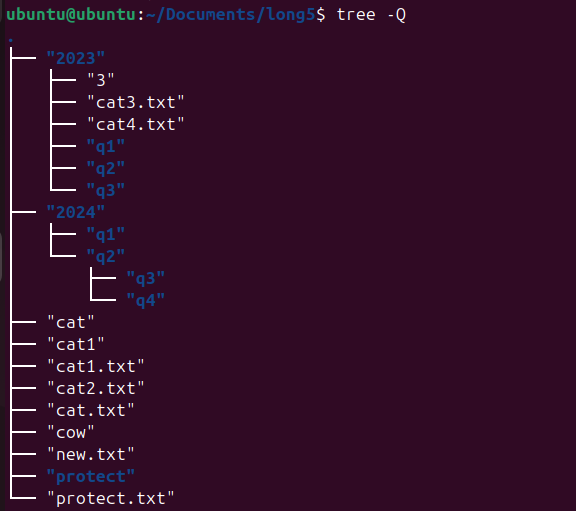 ubuntu@ubuntu:~/Documents/long5$ tree -Q
.
├── "2023"
│   ├── "3"
│   ├── "cat3.txt"
│   ├── "cat4.txt"
│   ├── "q1"
│   ├── "q2"
│   └── "q3"
├── "2024"
│   ├── "q1"
│   └── "q2"
│       ├── "q3"
│       └── "q4"
├── "cat"
├── "cat1"
├── "cat1.txt"
├── "cat2.txt"
├── "cat.txt"
├── "cow"
├── "new.txt"
├── "protect"
└── "protect.txt"